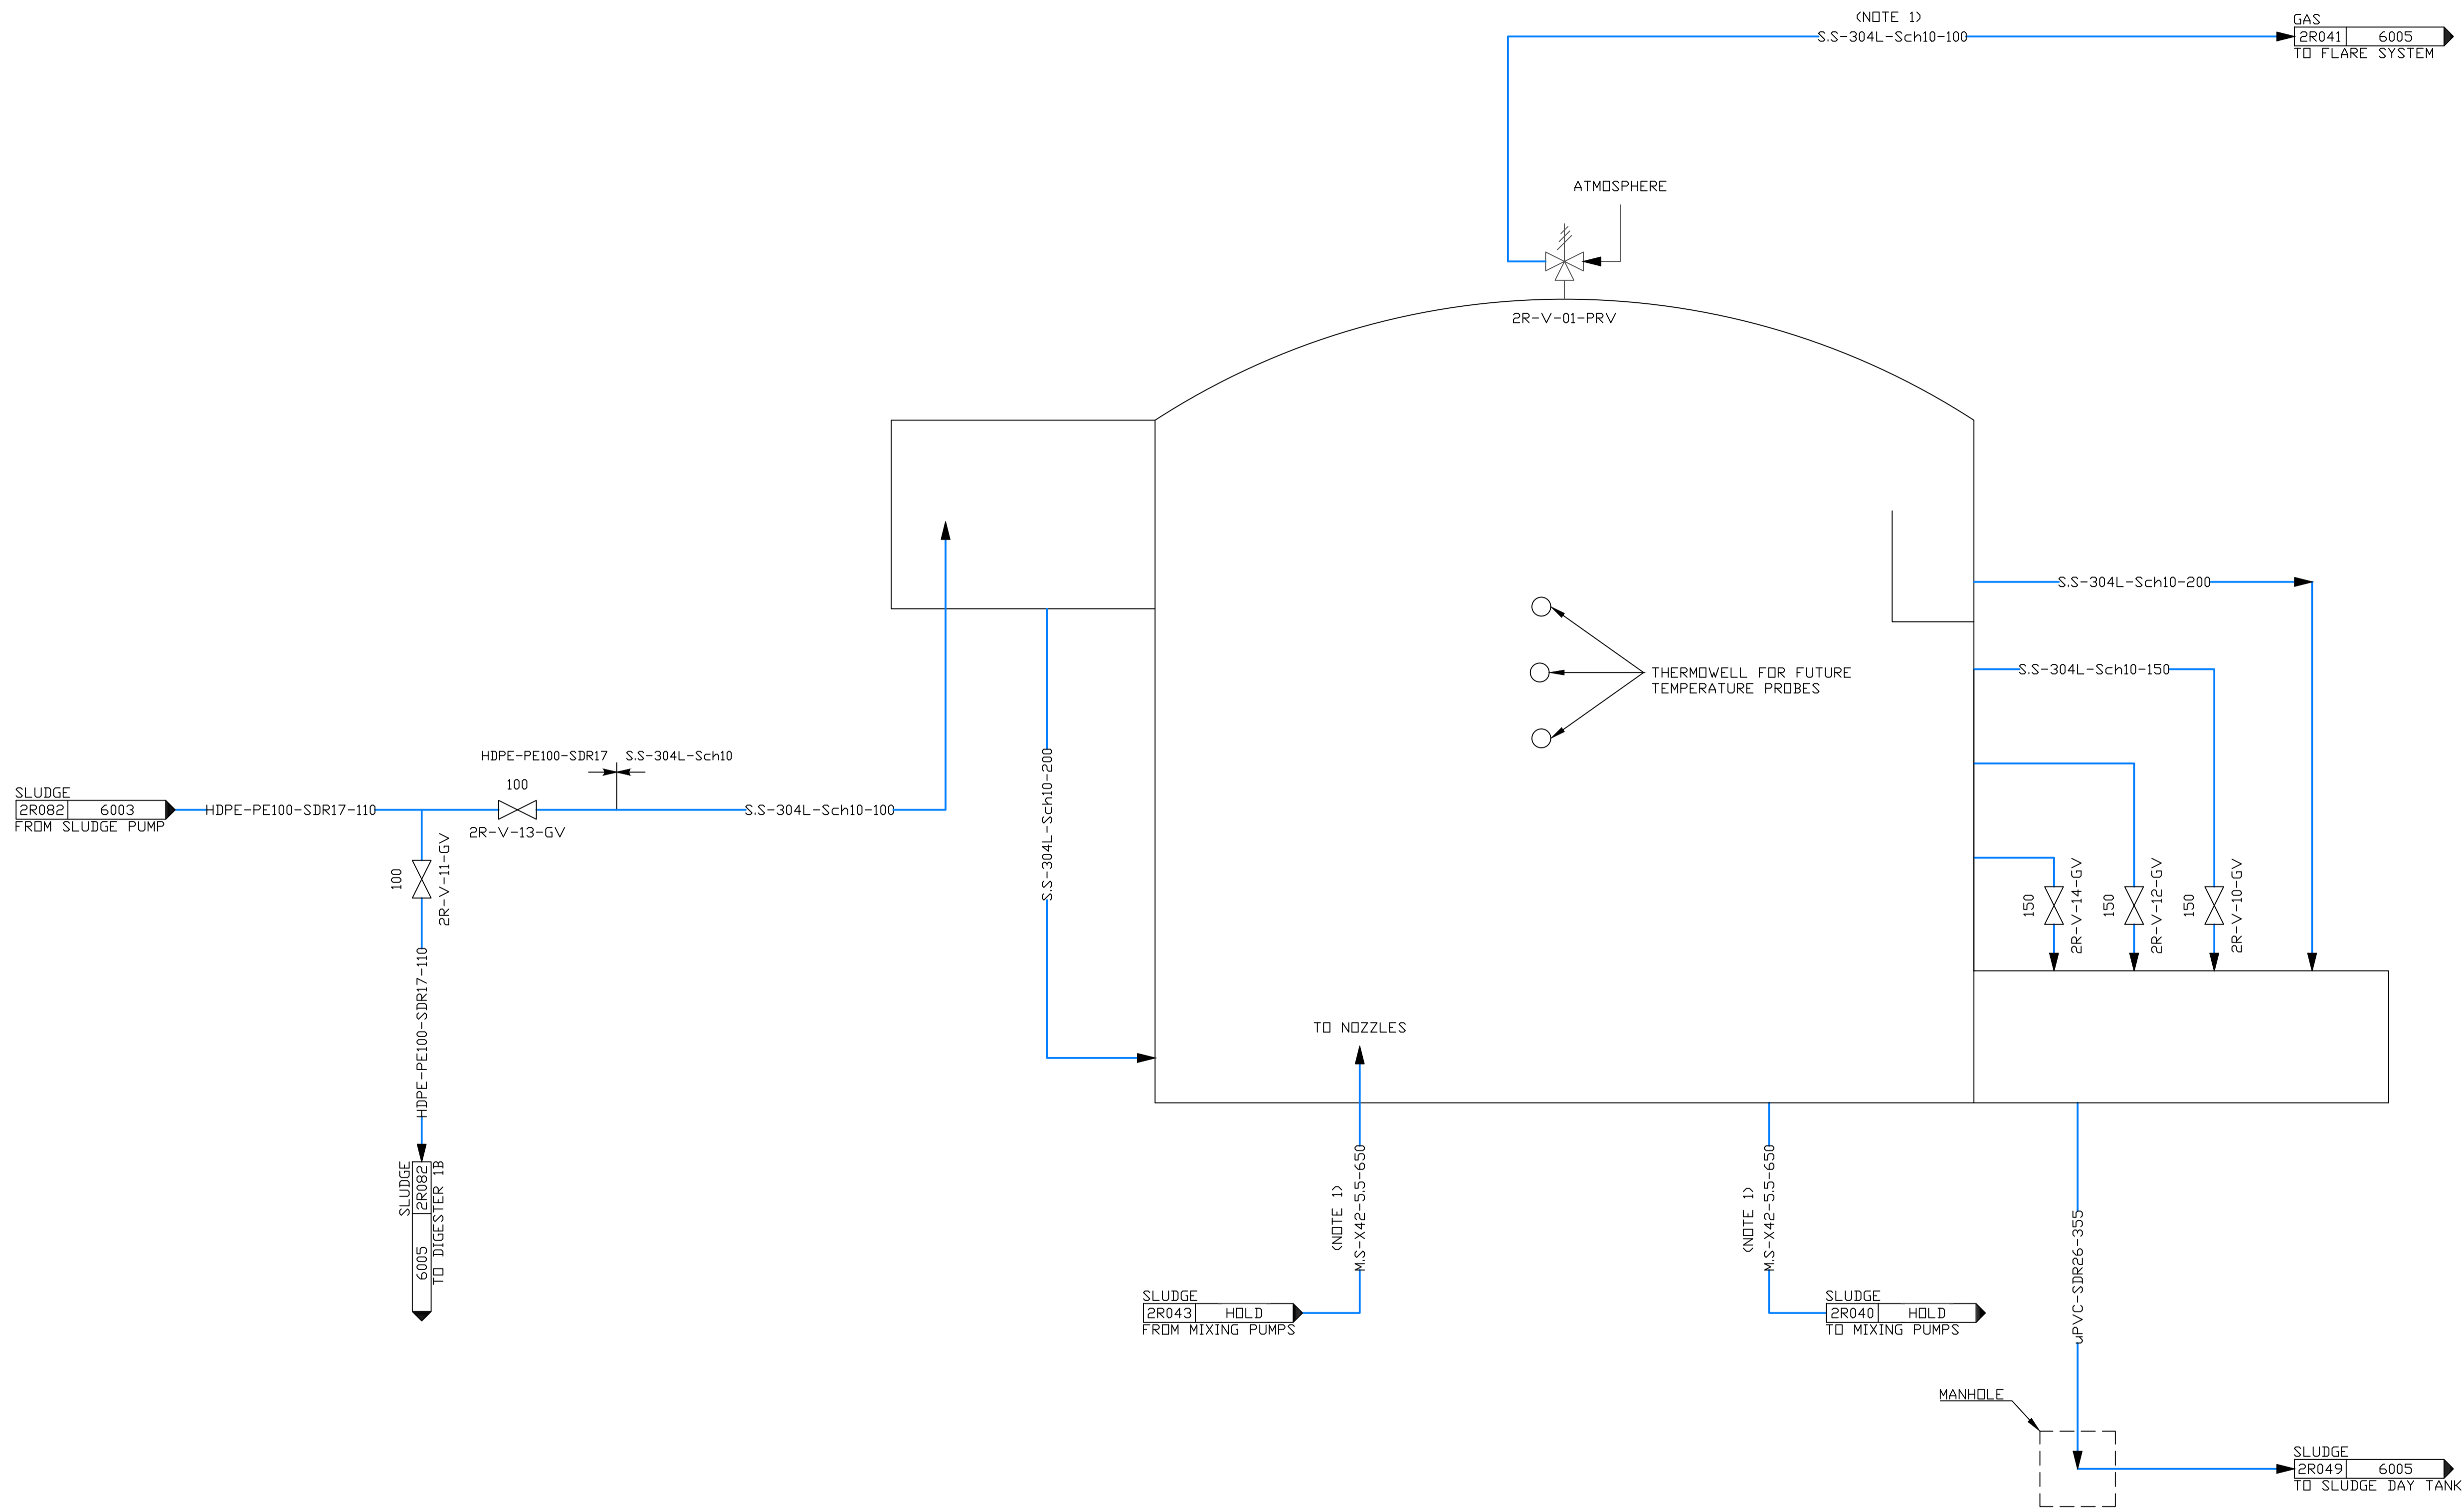 (NOTE 1)
S.S-304L-Sch10-100
GAS
2R041 6005
TO FLARE SYSTEM
ATMOSPHERE
2R-V-01-PRV
S.S-304L-Sch10-200
S.S-304L-Sch10-150
THERMOWELL FOR FUTURE
TEMPERATURE PROBES
HDPE-PE100-SDR17 S.S-304L-Sch10
100
SLUDGE
2R082 6003
FROM SLUDGE PUMP
HDPE-PE100-SDR17-110
2R-V-13-GV
S.S-304L-Sch10-100
S.S-304L-Sch10-200
100
2R-V-11-GV
HDPE-PE100-SDR17-110
150
2R-V-14-GV
150
2R-V-12-GV
150
2R-V-10-GV
TO NOZZLES
SLUDGE
2R082 6005
TO DIGESTER 1B
(NOTE 1)
M.S-X42-5.5-650
(NOTE 1)
M.S-X42-5.5-650
uPVC-SDR26-355
SLUDGE
2R043 HOLD
FROM MIXING PUMPS
SLUDGE
2R040 HOLD
TO MIXING PUMPS
MANHOLE
SLUDGE
2R049 6005
TO SLUDGE DAY TANK